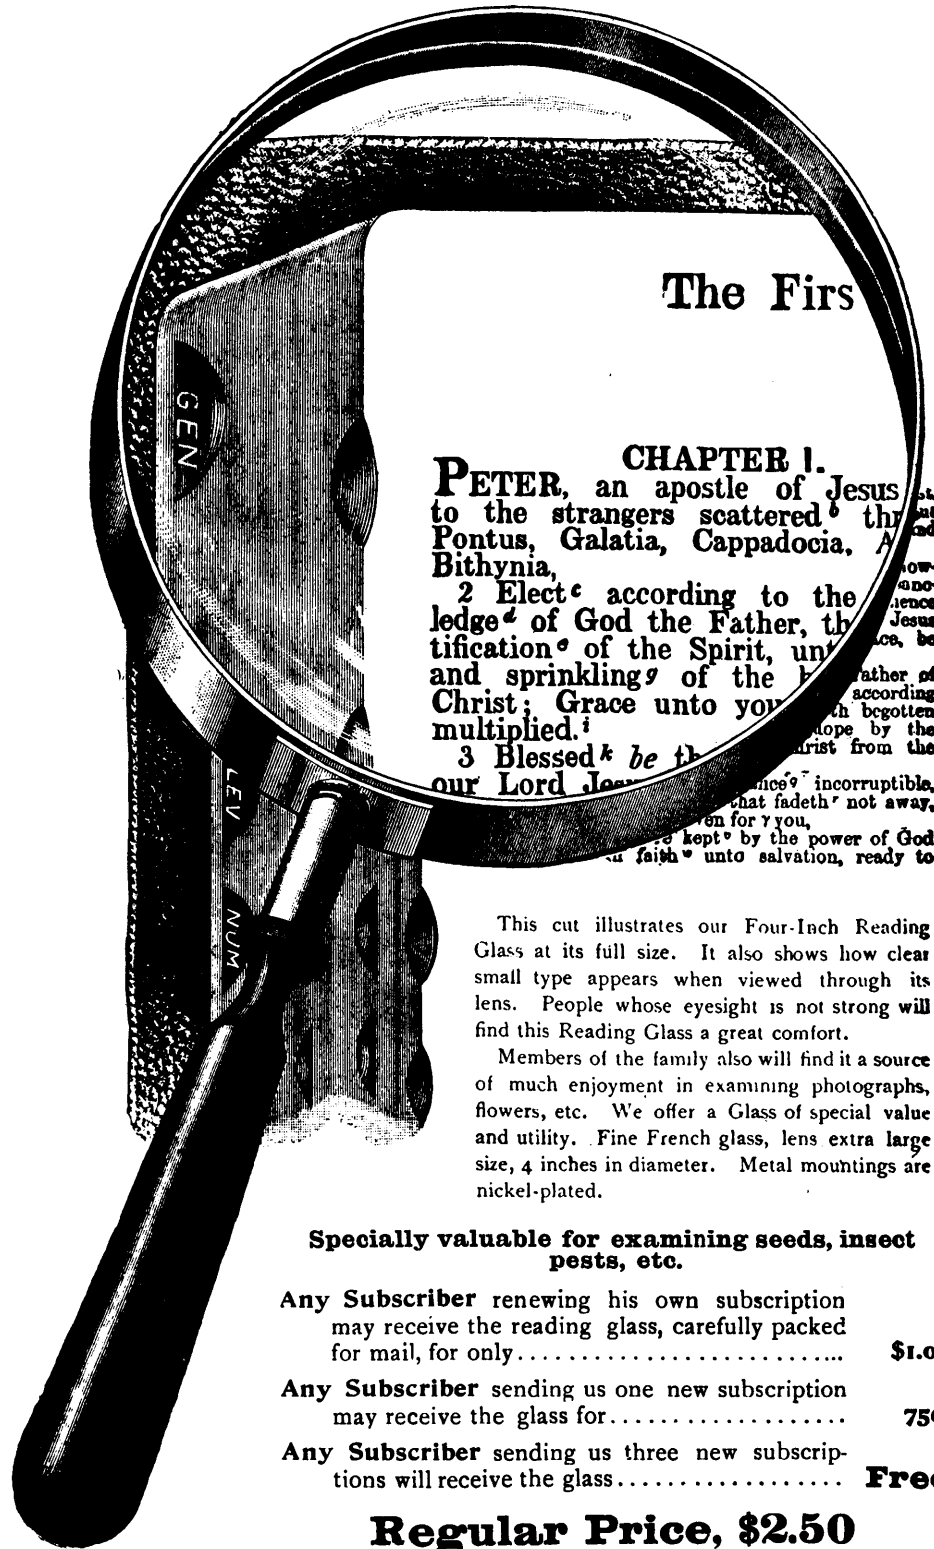 The Firs
GEN
CHAPTER 1.
PETER, an apostle of Jesus
to the strangers scattered b thr
Pontus, Galatia, Cappadocia, A
Bithynia,
2 Elect c according to the
ledge d of God the Father, th
tification e of the Spirit, unt
and sprinkling g of the b
Christ; Grace unto you
multiplied. i
3 Blessed k be th
our Lord Jesu
Jesus
ather of
according
th begotten
hope by the
rist from the
incorruptible,
that fadeth r not away,
en for γ you,
kept by the power of God
faith unto salvation, ready to
LEV
NUM
This cut illustrates our Four-Inch Reading
Glass at its full size. It also shows how clear
small type appears when viewed through its
lens. People whose eyesight is not strong will
find this Reading Glass a great comfort.
Members of the family also will find it a source
of much enjoyment in examining photographs,
flowers, etc. We offer a Glass of special value
and utility. Fine French glass, lens extra large
size, 4 inches in diameter. Metal mountings are
nickel-plated.
Specially valuable for examining seeds, insect
pests, etc.
Any Subscriber renewing his own subscription
may receive the reading glass, carefully packed
for mail, for only........................... $1.0
Any Subscriber sending us one new subscription
may receive the glass for................... 75
Any Subscriber sending us three new subscrip-
tions will receive the glass.................. Free
Regular Price, $2.50